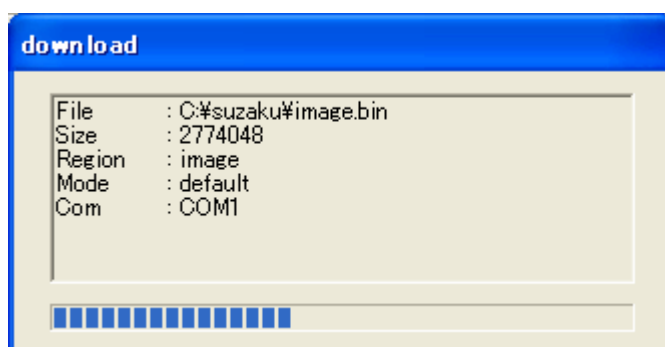 download
File : C:¥suzaku¥image.bin
Size : 2774048
Region : image
Mode : default
Com : COM1